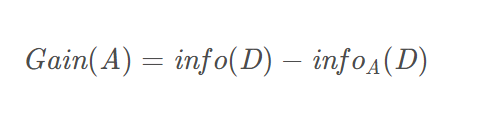 Gain(A) = info(D) − info_A(D)